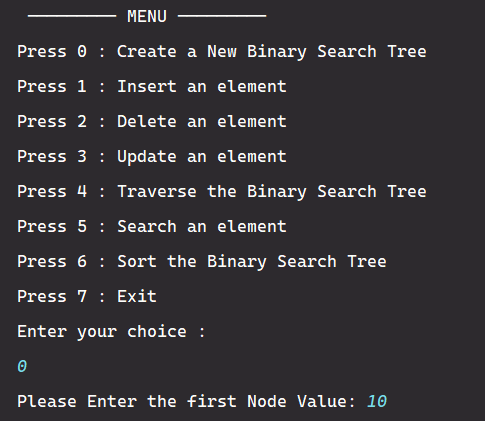 --------- MENU ---------
Press 0 : Create a New Binary Search Tree
Press 1 : Insert an element
Press 2 : Delete an element
Press 3 : Update an element
Press 4 : Traverse the Binary Search Tree
Press 5 : Search an element
Press 6 : Sort the Binary Search Tree
Press 7 : Exit
Enter your choice :
0
Please Enter the first Node Value: 10